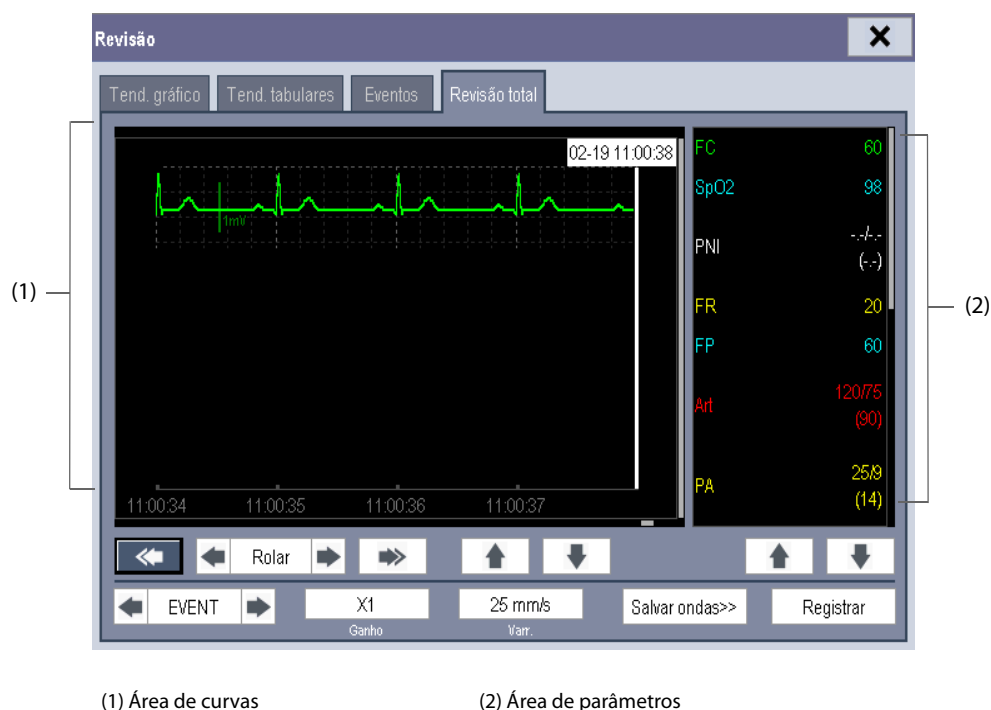 Revisão
Tend. gráfico Tend. tabulares Eventos Revisão total
02-19 11:00:38
1mV
11:00:34 11:00:35 11:00:36 11:00:37
FC 60
SpO2 98
PNI -.-/-.-
(-.-)
FR 20
FP 60
Art 120/75
(90)
PA 25/9
(14)
(1)
(2)
Rolar
EVENT X1 25 mm/s Salvar ondas>> Registrar
Ganho Varr.
(1) Área de curvas (2) Área de parâmetros